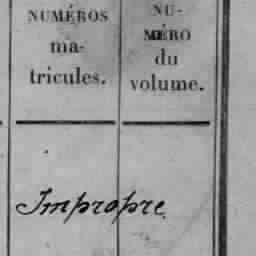 NUMÉROS
ma-
tricules.
NU-
MÉRO
du
volume.
Impropre